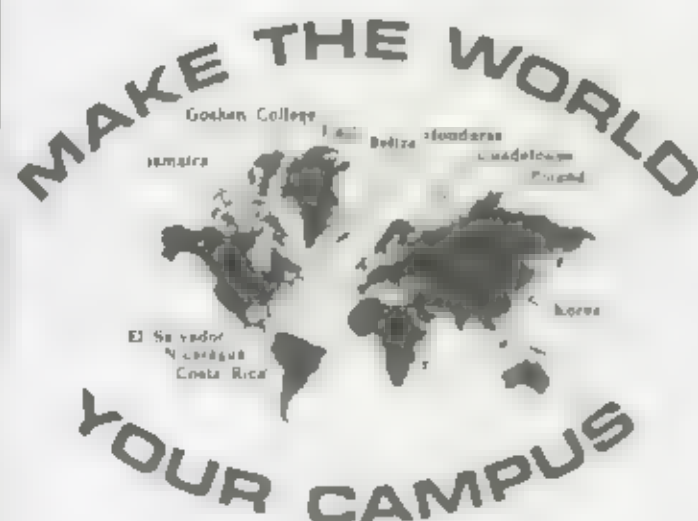 MAKE THE WORLD
Goshen College
Belize Honduras
Jamaica
Guadeloupe
Poland
Korea
El Salvador
Nicaragua
Costa Rica
YOUR CAMPUS